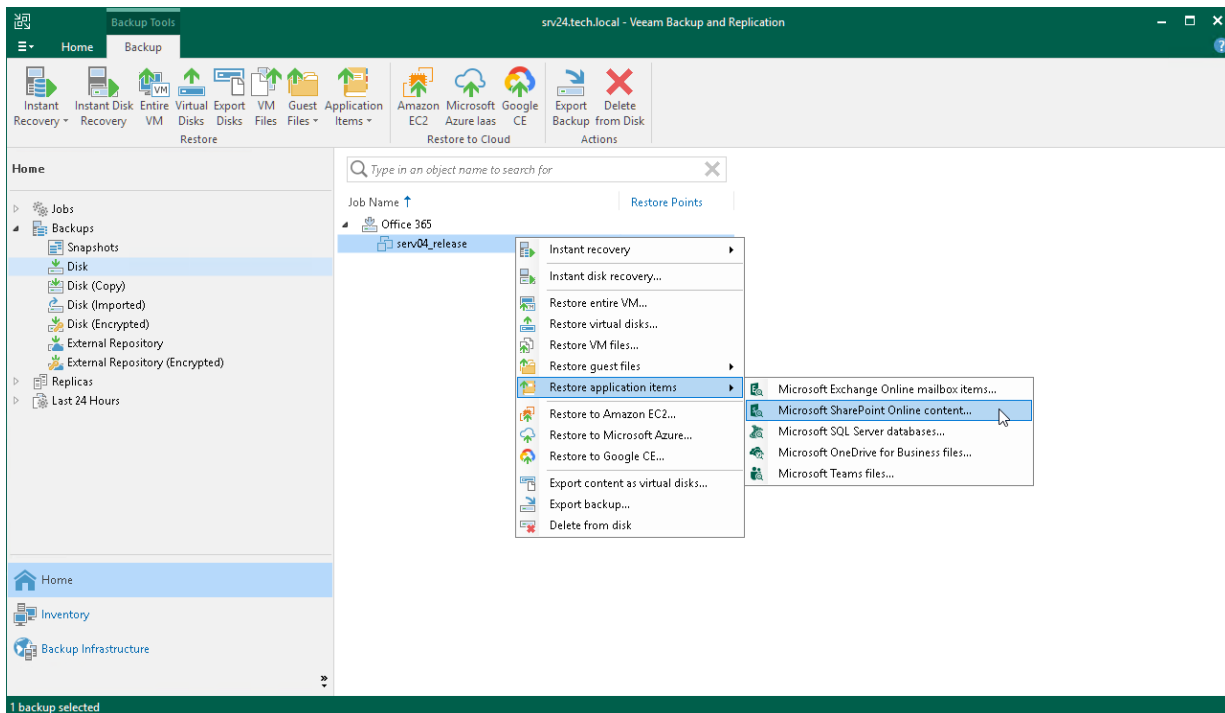 Backup Tools
srv24.tech.local - Veeam Backup and Replication
Home
Backup
Instant Recovery
Instant Disk Recovery
Entire VM
Virtual Disks
Export Disks
VM Files
Guest Files
Application Items
Restore
Amazon EC2
Microsoft Azure Iaas
Google CE
Restore to Cloud
Export Backup
Delete from Disk
Actions
Home
Jobs
Backups
Snapshots
Disk
Disk (Copy)
Disk (Imported)
Disk (Encrypted)
External Repository
External Repository (Encrypted)
Replicas
Last 24 Hours
Home
Inventory
Backup Infrastructure
Type in an object name to search for
Job Name
Restore Points
Office 365
serv04_release
Instant recovery
Instant disk recovery...
Restore entire VM...
Restore virtual disks...
Restore VM files...
Restore guest files
Restore application items
Restore to Amazon EC2...
Restore to Microsoft Azure...
Restore to Google CE...
Export content as virtual disks...
Export backup...
Delete from disk
Microsoft Exchange Online mailbox items...
Microsoft SharePoint Online content...
Microsoft SQL Server databases...
Microsoft OneDrive for Business files...
Microsoft Teams files...
1 backup selected